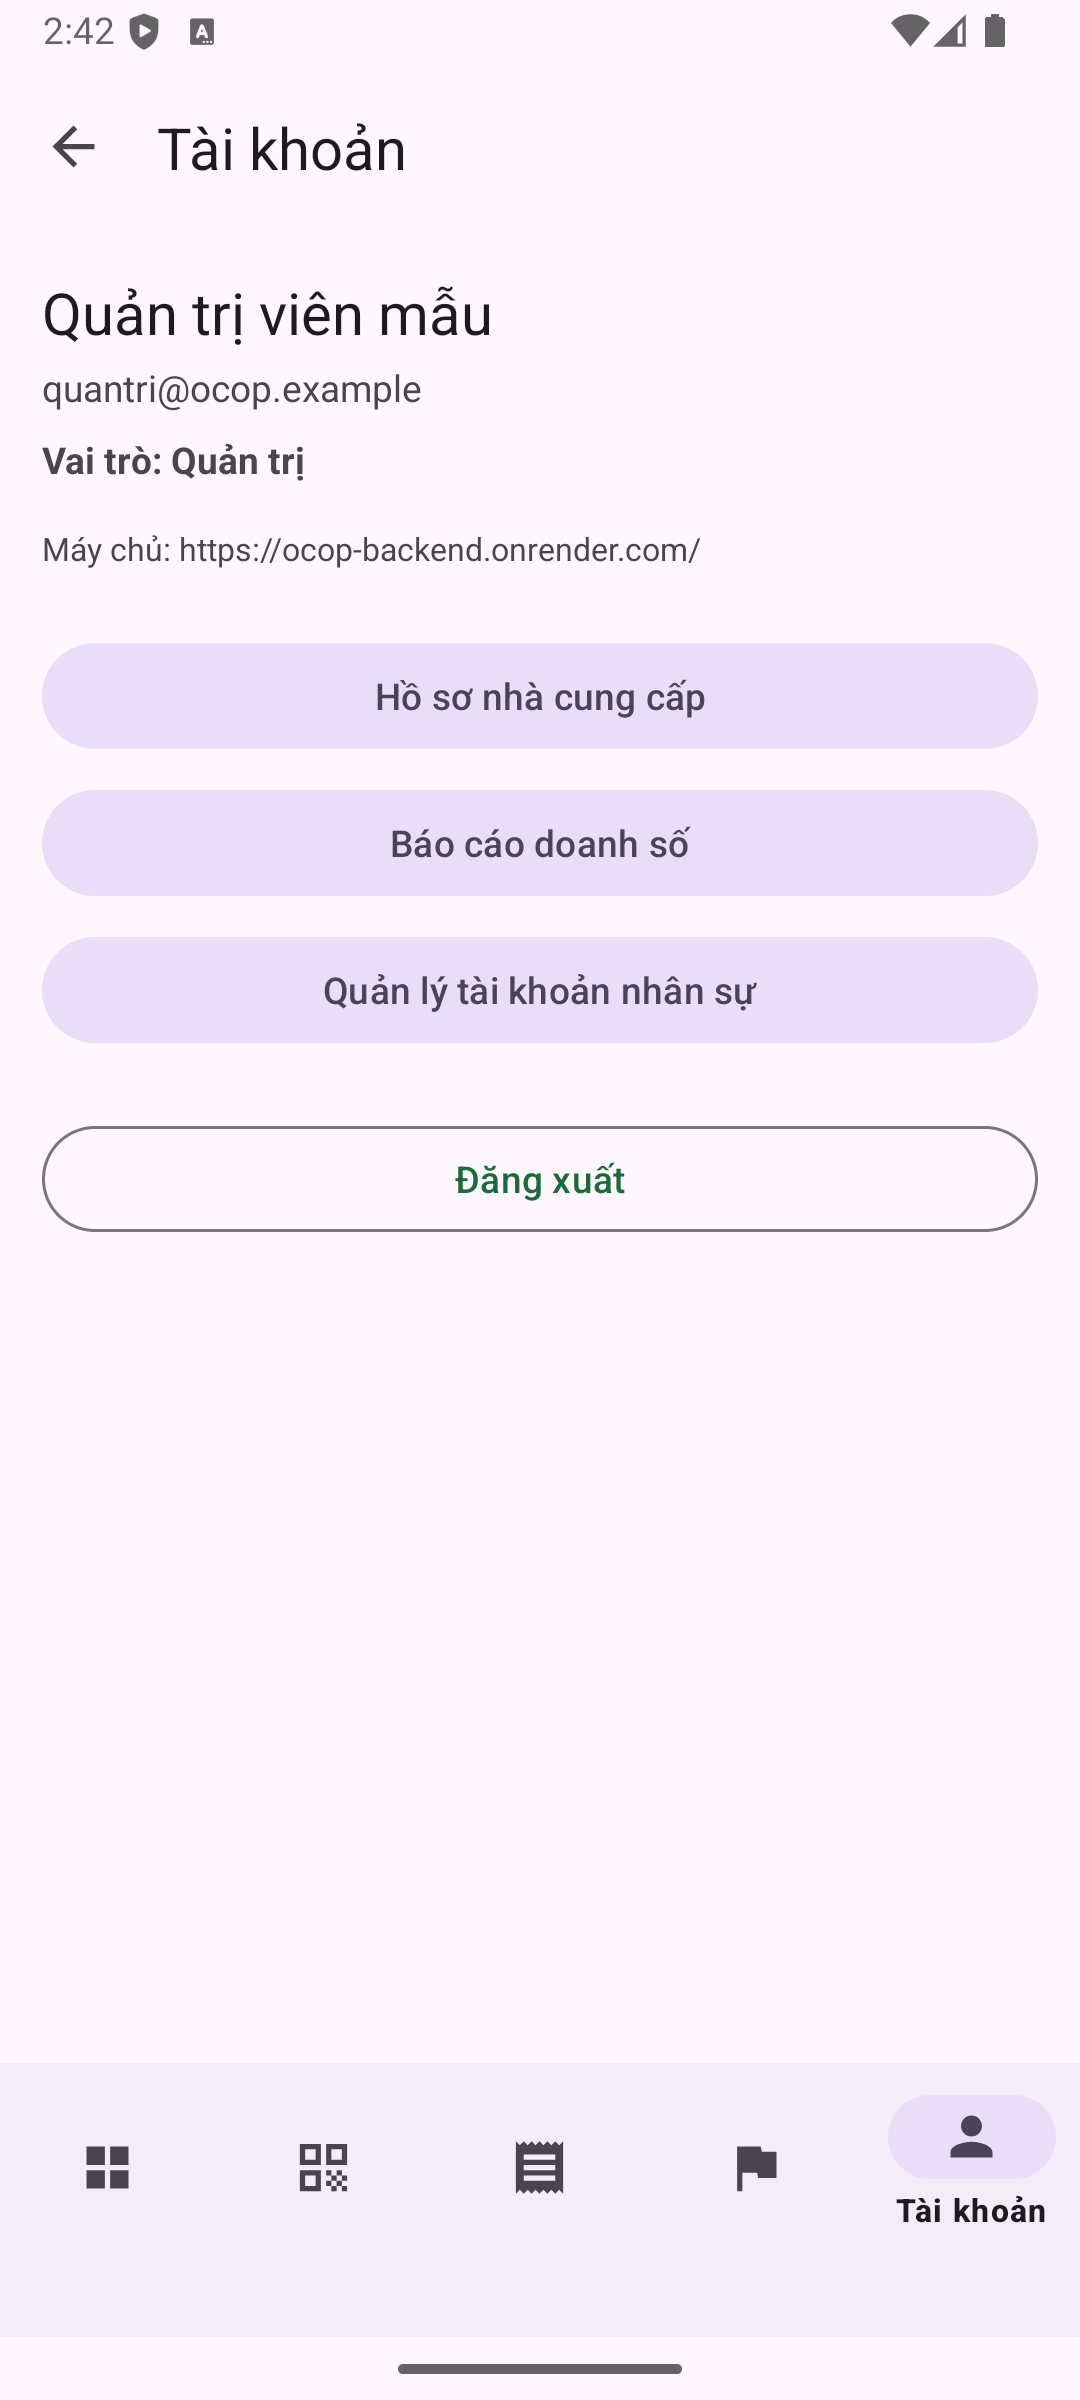 2:42
Tài khoản
Quản trị viên mẫu
quantri@ocop.example
Vai trò: Quản trị
Máy chủ: https://ocop-backend.onrender.com/
Hồ sơ nhà cung cấp
Báo cáo doanh số
Quản lý tài khoản nhân sự
Đăng xuất
Tài khoản